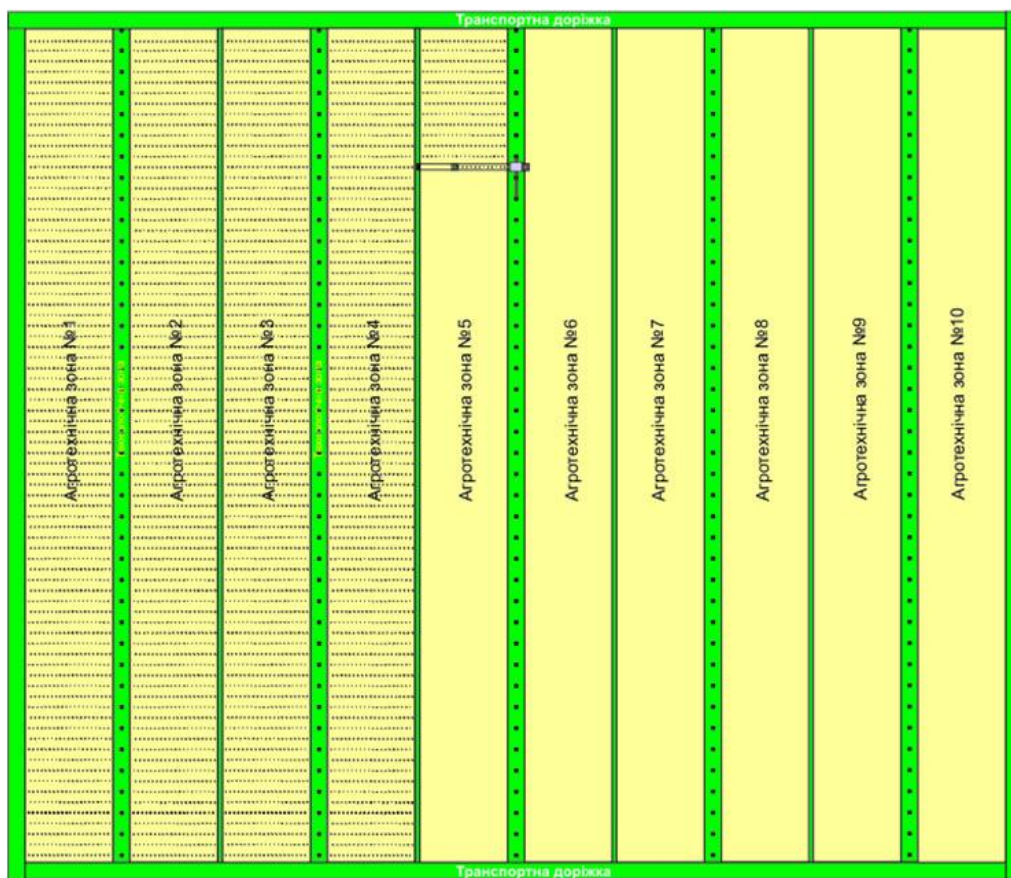 Транспортна доріжка
Агротехнічна зона №1
Агротехнічна зона №2
Агротехнічна зона №3
Агротехнічна зона №4
Агротехнічна зона №5
Агротехнічна зона №6
Агротехнічна зона №7
Агротехнічна зона №8
Агротехнічна зона №9
Агротехнічна зона №10
Транспортна доріжка